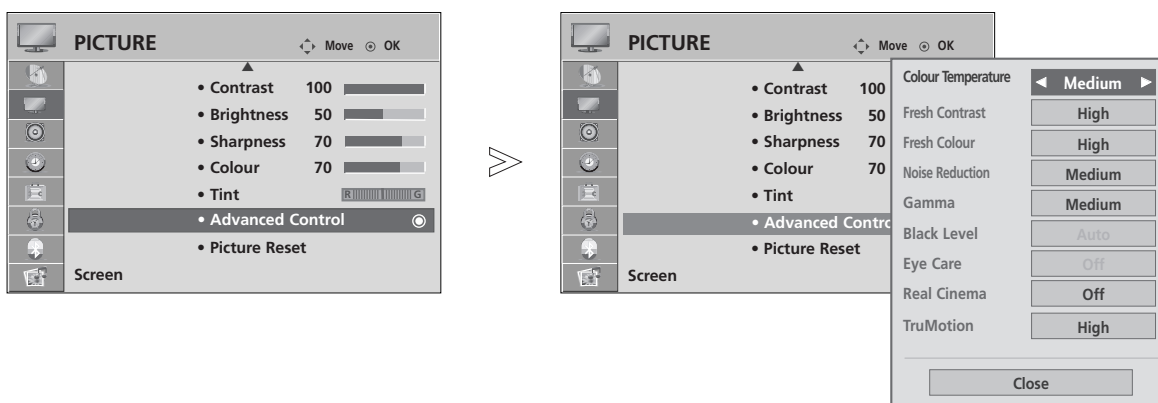 PICTURE
Move OK
• Contrast 100
• Brightness 50
• Sharpness 70
• Colour 70
• Tint R G
• Advanced Control
• Picture Reset
Screen
PICTURE
Move OK
• Contrast 100
• Brightness 50
• Sharpness 70
• Colour 70
• Tint
• Advanced Contro
• Picture Reset
Screen
Colour Temperature Medium
Fresh Contrast High
Fresh Colour High
Noise Reduction Medium
Gamma Medium
Black Level Auto
Eye Care Off
Real Cinema Off
TruMotion High
Close